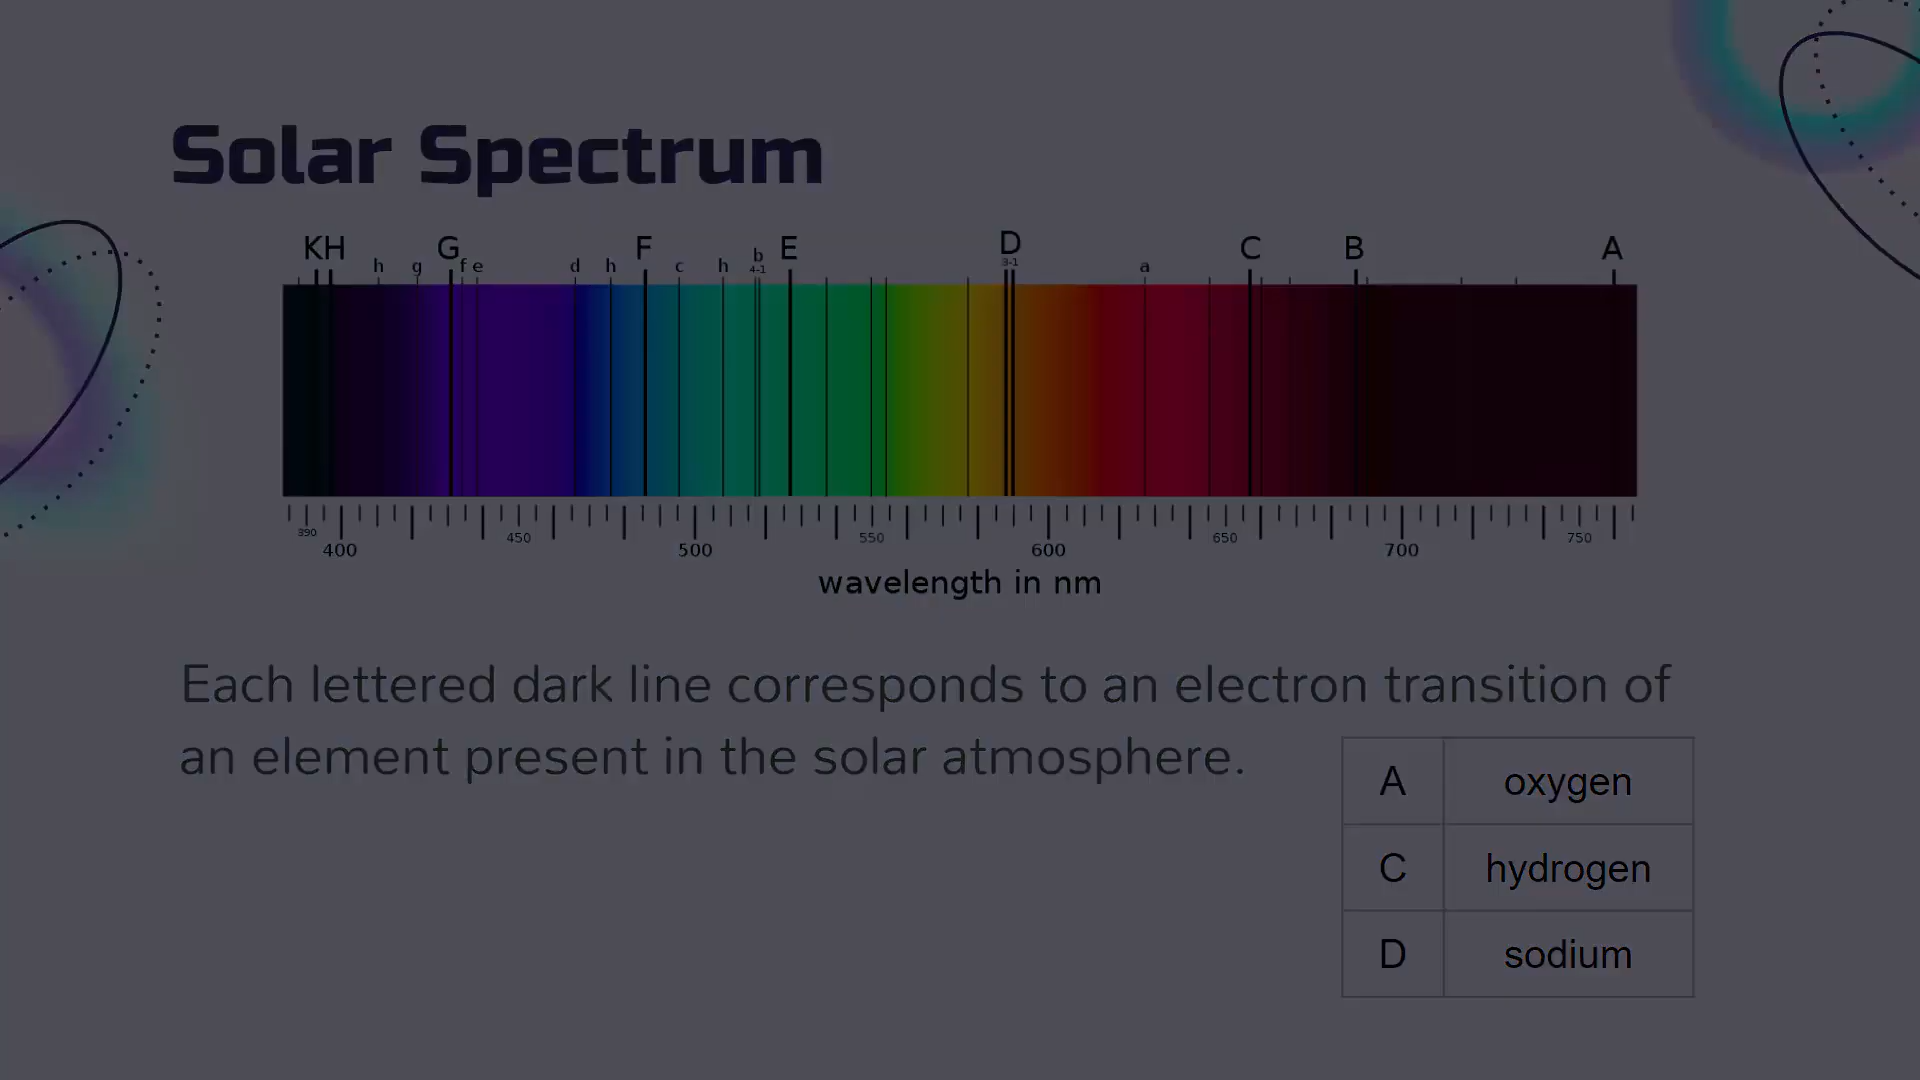 Solar Spectrum
KH G F E D C B A
h g f e d h c h b 4-1 3-1 a
390 400 450 500 550 600 650 700 750
wavelength in nm
Each lettered dark line corresponds to an electron transition of
an element present in the solar atmosphere.
A oxygen
C hydrogen
D sodium